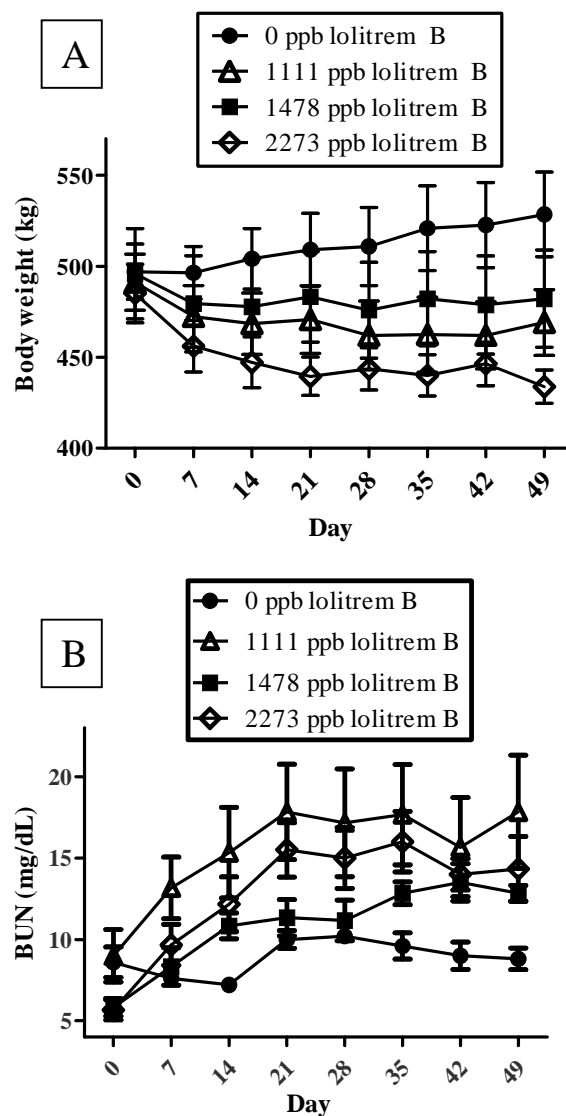 A
0 ppb lolitrem B
1111 ppb lolitrem B
1478 ppb lolitrem B
2273 ppb lolitrem B
Body weight (kg)
550
500
450
400
0 7 14 21 28 35 42 49
Day
B
0 ppb lolitrem B
1111 ppb lolitrem B
1478 ppb lolitrem B
2273 ppb lolitrem B
BUN (mg/dL)
20
15
10
5
0 7 14 21 28 35 42 49
Day